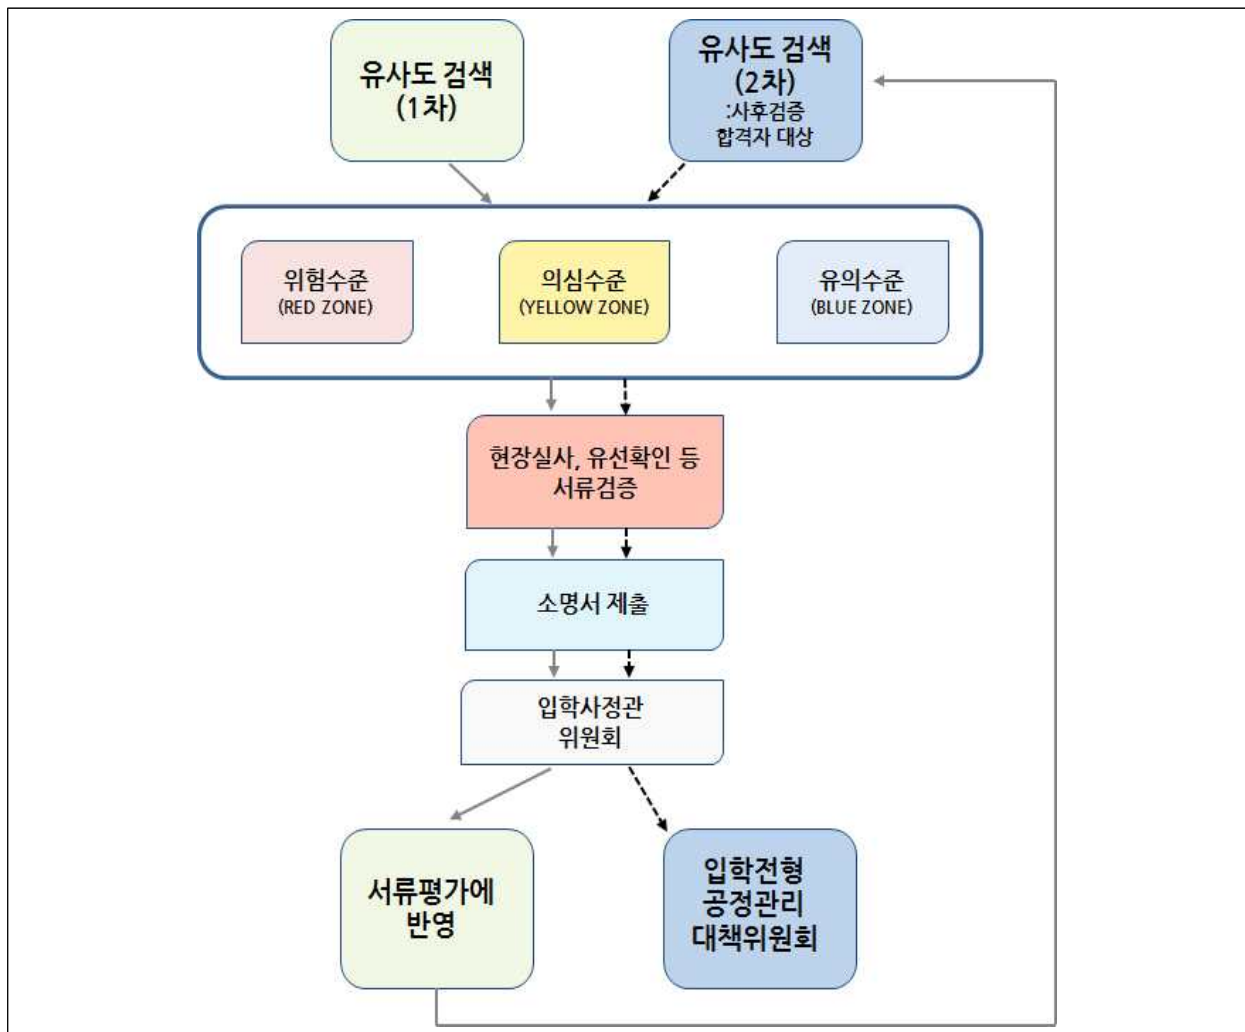 유사도 검색
(1차)
유사도 검색
(2차)
:사후검증
합격자 대상
위험수준
(RED ZONE)
의심수준
(YELLOW ZONE)
유의수준
(BLUE ZONE)
현장실사, 유선확인 등
서류검증
소명서 제출
입학사정관
위원회
서류평가에
반영
입학전형
공정관리
대책위원회